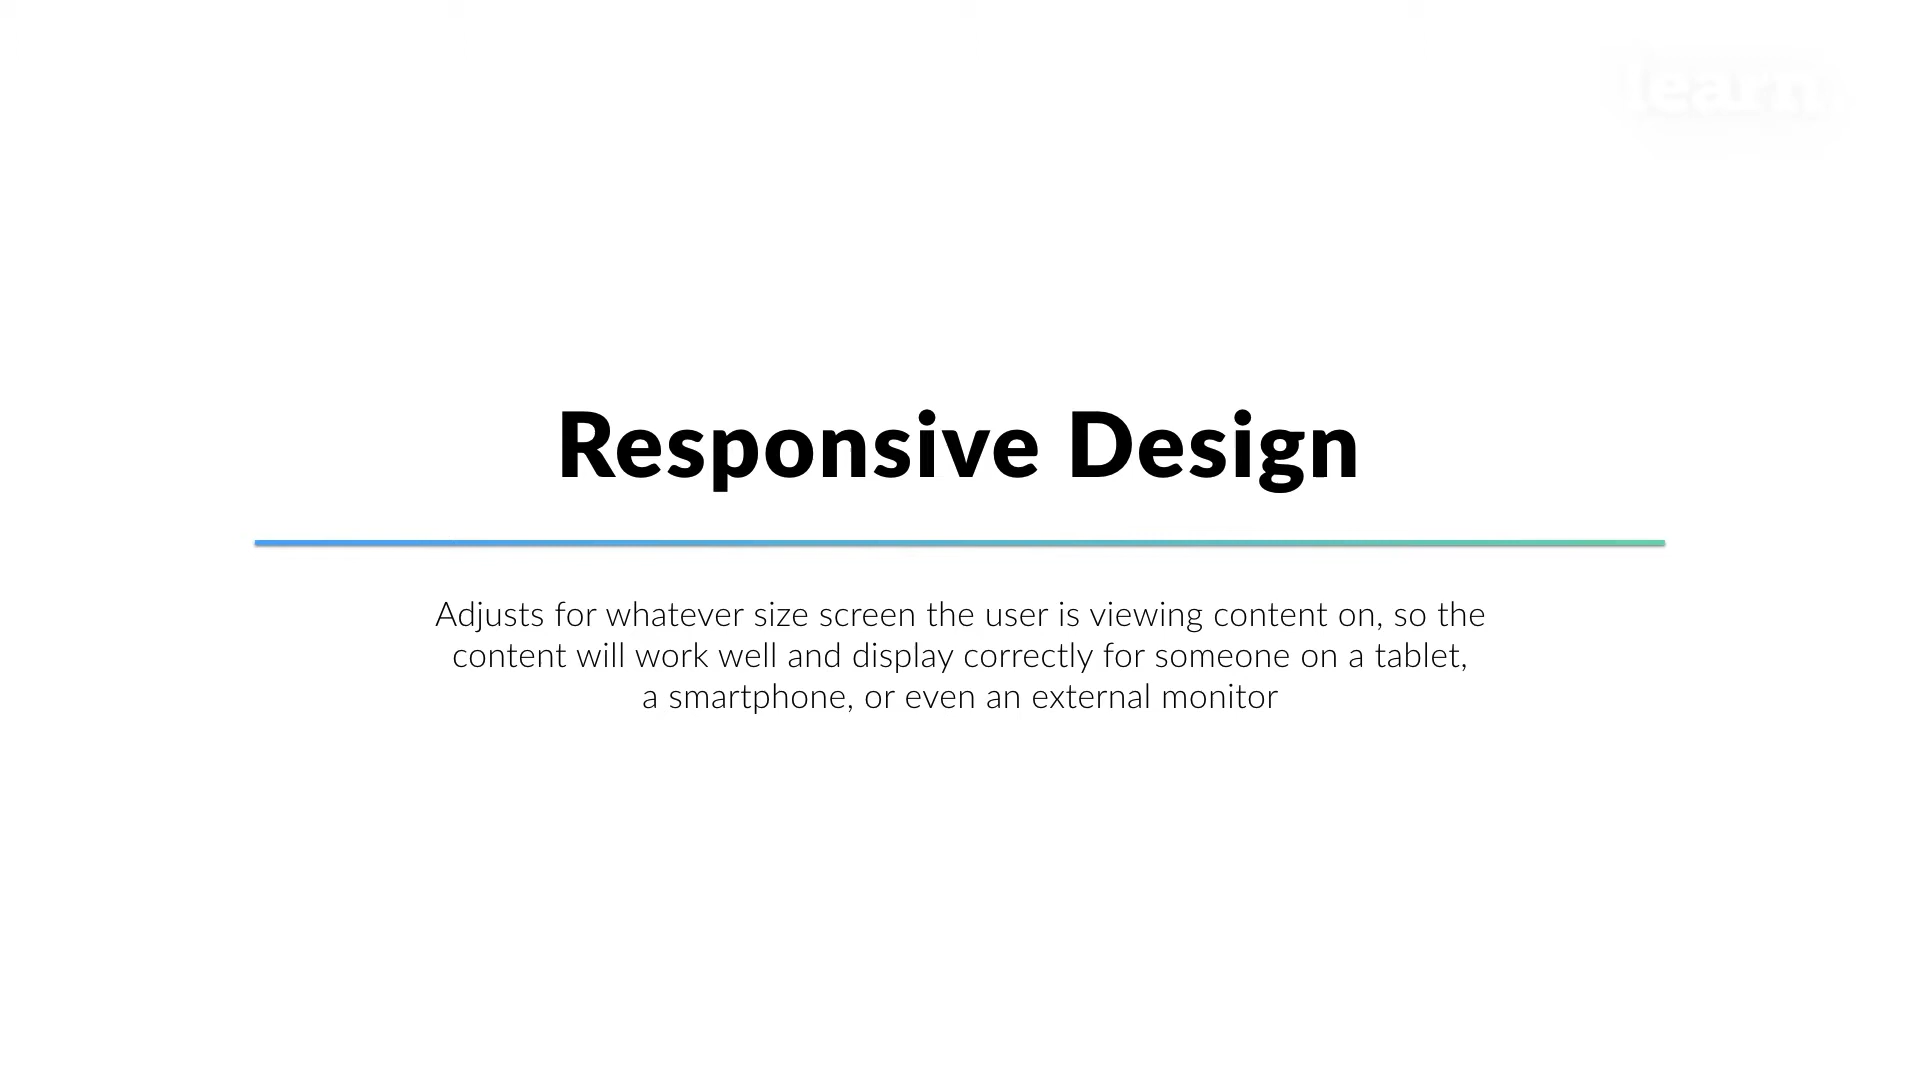 learn
Responsive Design
Adjusts for whatever size screen the user is viewing content on, so the
content will work well and display correctly for someone on a tablet,
a smartphone, or even an external monitor